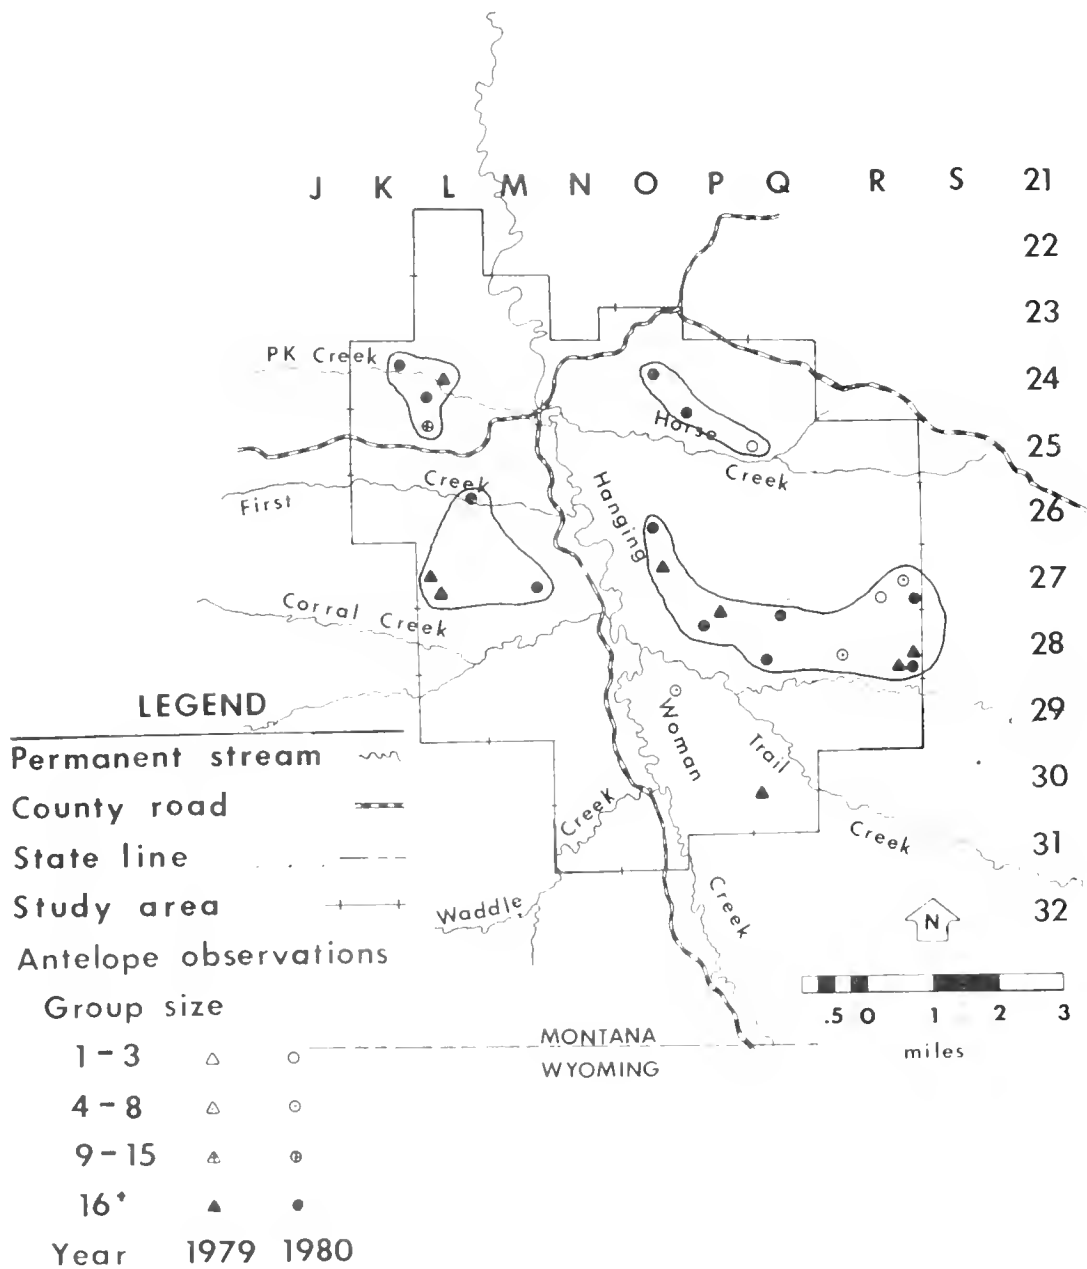 J K L M N O P Q R S 21
22
23
PK Creek
24
Horse
Creek
25
First
Creek
Hanging
26
27
Corral Creek
28
Woman
Trail
29
30
Creek
Creek
31
Waddle
Creek
32
N
.5 0 1 2 3
miles
MONTANA
WYOMING
LEGEND
Permanent stream
County road
State line
Study area
Antelope observations
Group size
1-3
4-8
9-15
16+
Year 1979 1980